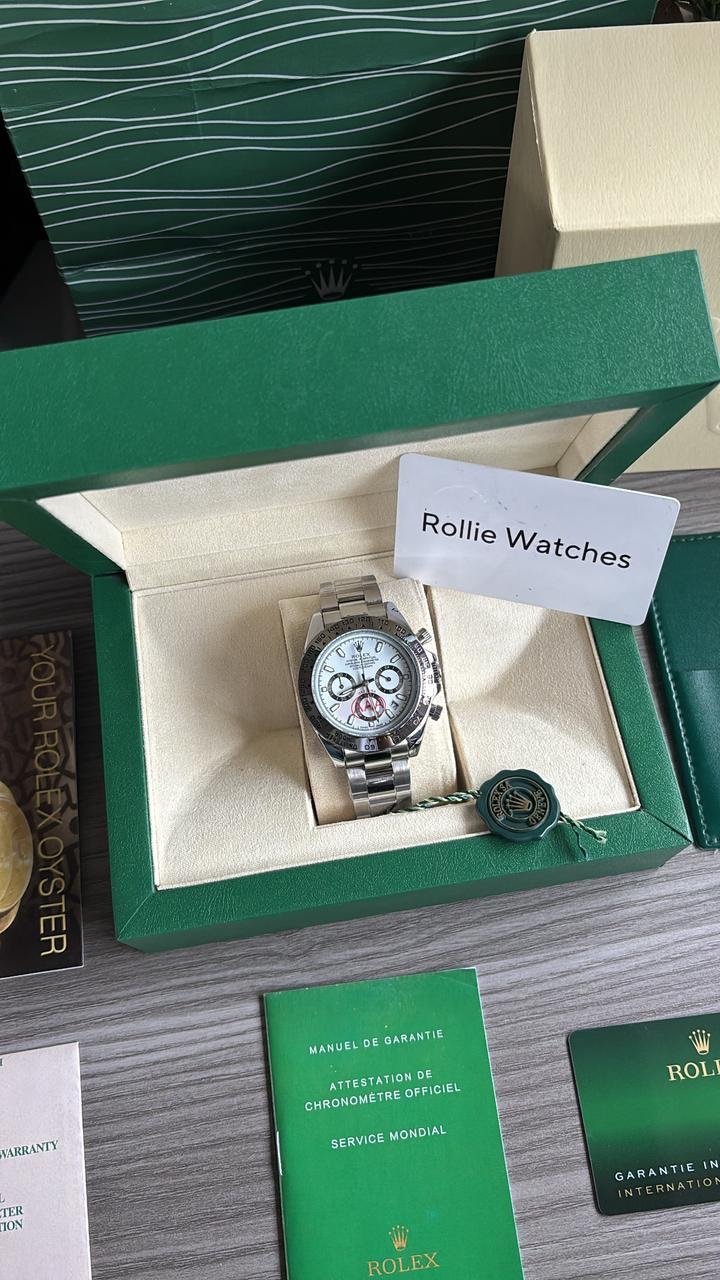 Rollie Watches
ROLEX
YOUR ROLEX OYSTER
MANUEL DE GARANTIE
ATTESTATION DE
CHRONOMÈTRE OFFICIEL
SERVICE MONDIAL
ROLEX
WARRANTY
GARANTIE IN
INTERNATION